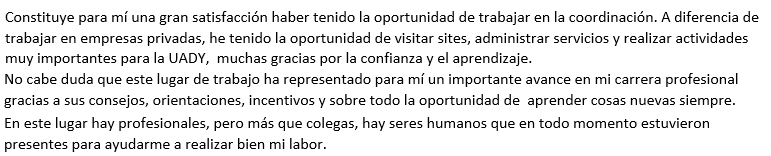 Constituye para mí una gran satisfacción haber tenido la oportunidad de trabajar en la coordinación. A diferencia de
trabajar en empresas privadas, he tenido la oportunidad de visitar sites, administrar servicios y realizar actividades
muy importantes para la UADY,  muchas gracias por la confianza y el aprendizaje.
No cabe duda que este lugar de trabajo ha representado para mí un importante avance en mi carrera profesional
gracias a sus consejos, orientaciones, incentivos y sobre todo la oportunidad de  aprender cosas nuevas siempre.
En este lugar hay profesionales, pero más que colegas, hay seres humanos que en todo momento estuvieron
presentes para ayudarme a realizar bien mi labor.